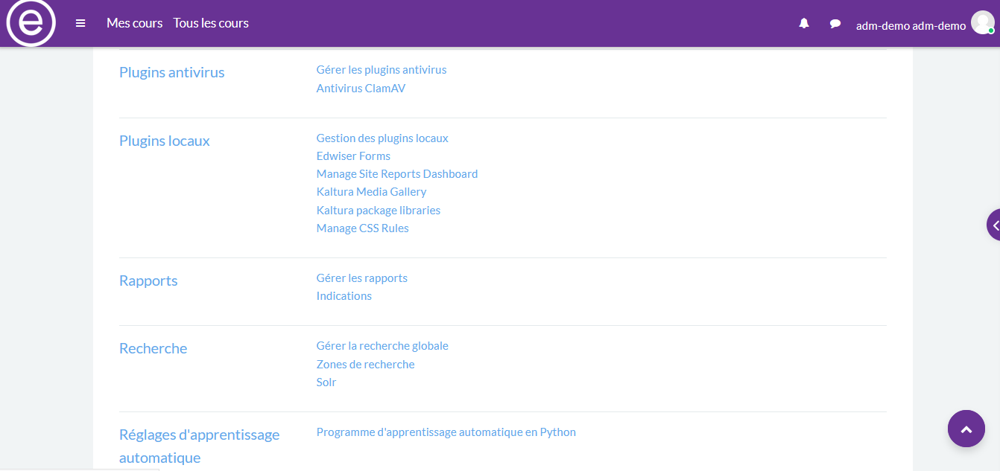 e
Mes cours Tous les cours
adm-demo adm-demo
Plugins antivirus
Gérer les plugins antivirus
Antivirus ClamAV
Plugins locaux
Gestion des plugins locaux
Edwiser Forms
Manage Site Reports Dashboard
Kaltura Media Gallery
Kaltura package libraries
Manage CSS Rules
Rapports
Gérer les rapports
Indications
Recherche
Gérer la recherche globale
Zones de recherche
Solr
Réglages d'apprentissage
automatique
Programme d'apprentissage automatique en Python